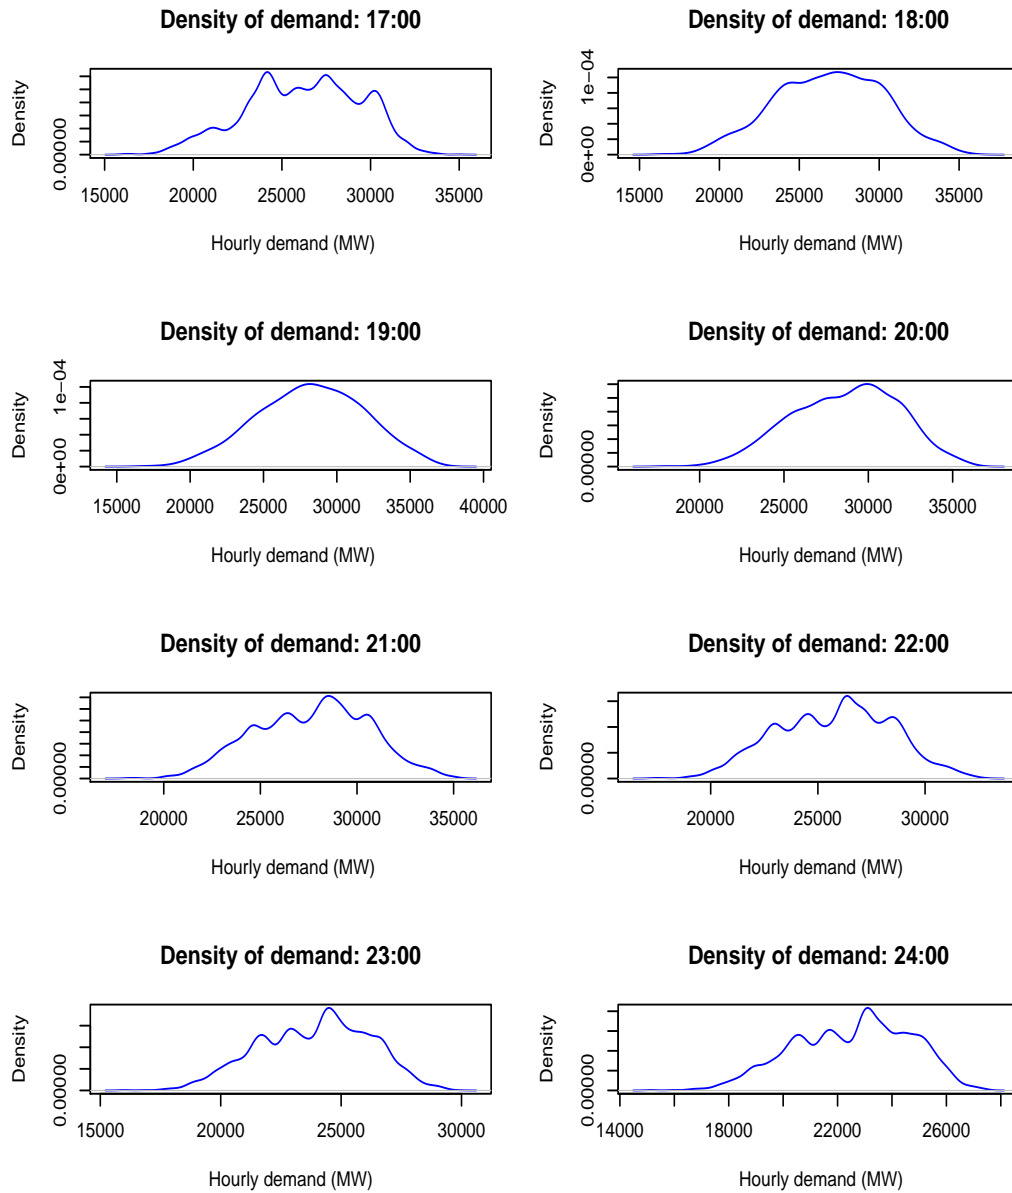 Density of demand: 17:00
Density
0.00000
15000 20000 25000 30000 35000
Hourly demand (MW)
Density of demand: 18:00
Density
0e+00 1e−04
15000 20000 25000 30000 35000
Hourly demand (MW)
Density of demand: 19:00
Density
0e+00 1e−04
15000 20000 25000 30000 35000 40000
Hourly demand (MW)
Density of demand: 20:00
Density
0.00000
20000 25000 30000 35000
Hourly demand (MW)
Density of demand: 21:00
Density
0.00000
20000 25000 30000 35000
Hourly demand (MW)
Density of demand: 22:00
Density
0.00000
20000 25000 30000
Hourly demand (MW)
Density of demand: 23:00
Density
0.00000
15000 20000 25000 30000
Hourly demand (MW)
Density of demand: 24:00
Density
0.00000
14000 18000 22000 26000
Hourly demand (MW)